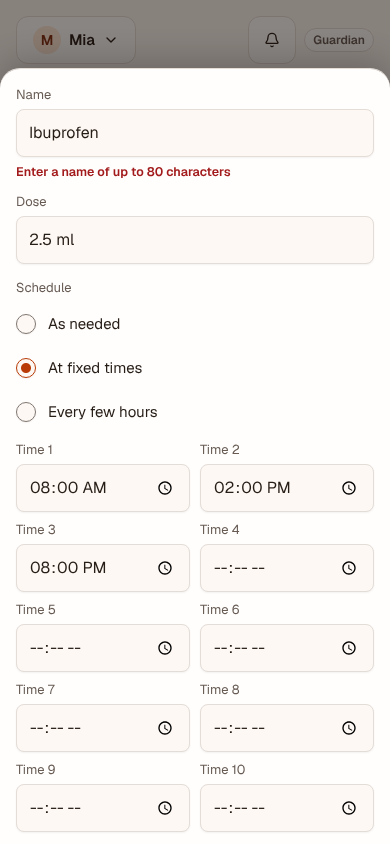 M Mia Guardian
Name
Ibuprofen
Enter a name of up to 80 characters
Dose
2.5 ml
Schedule
As needed
At fixed times
Every few hours
Time 1 Time 2
08:00 AM 02:00 PM
Time 3 Time 4
08:00 PM --:-- --
Time 5 Time 6
--:-- -- --:-- --
Time 7 Time 8
--:-- -- --:-- --
Time 9 Time 10
--:-- -- --:-- --